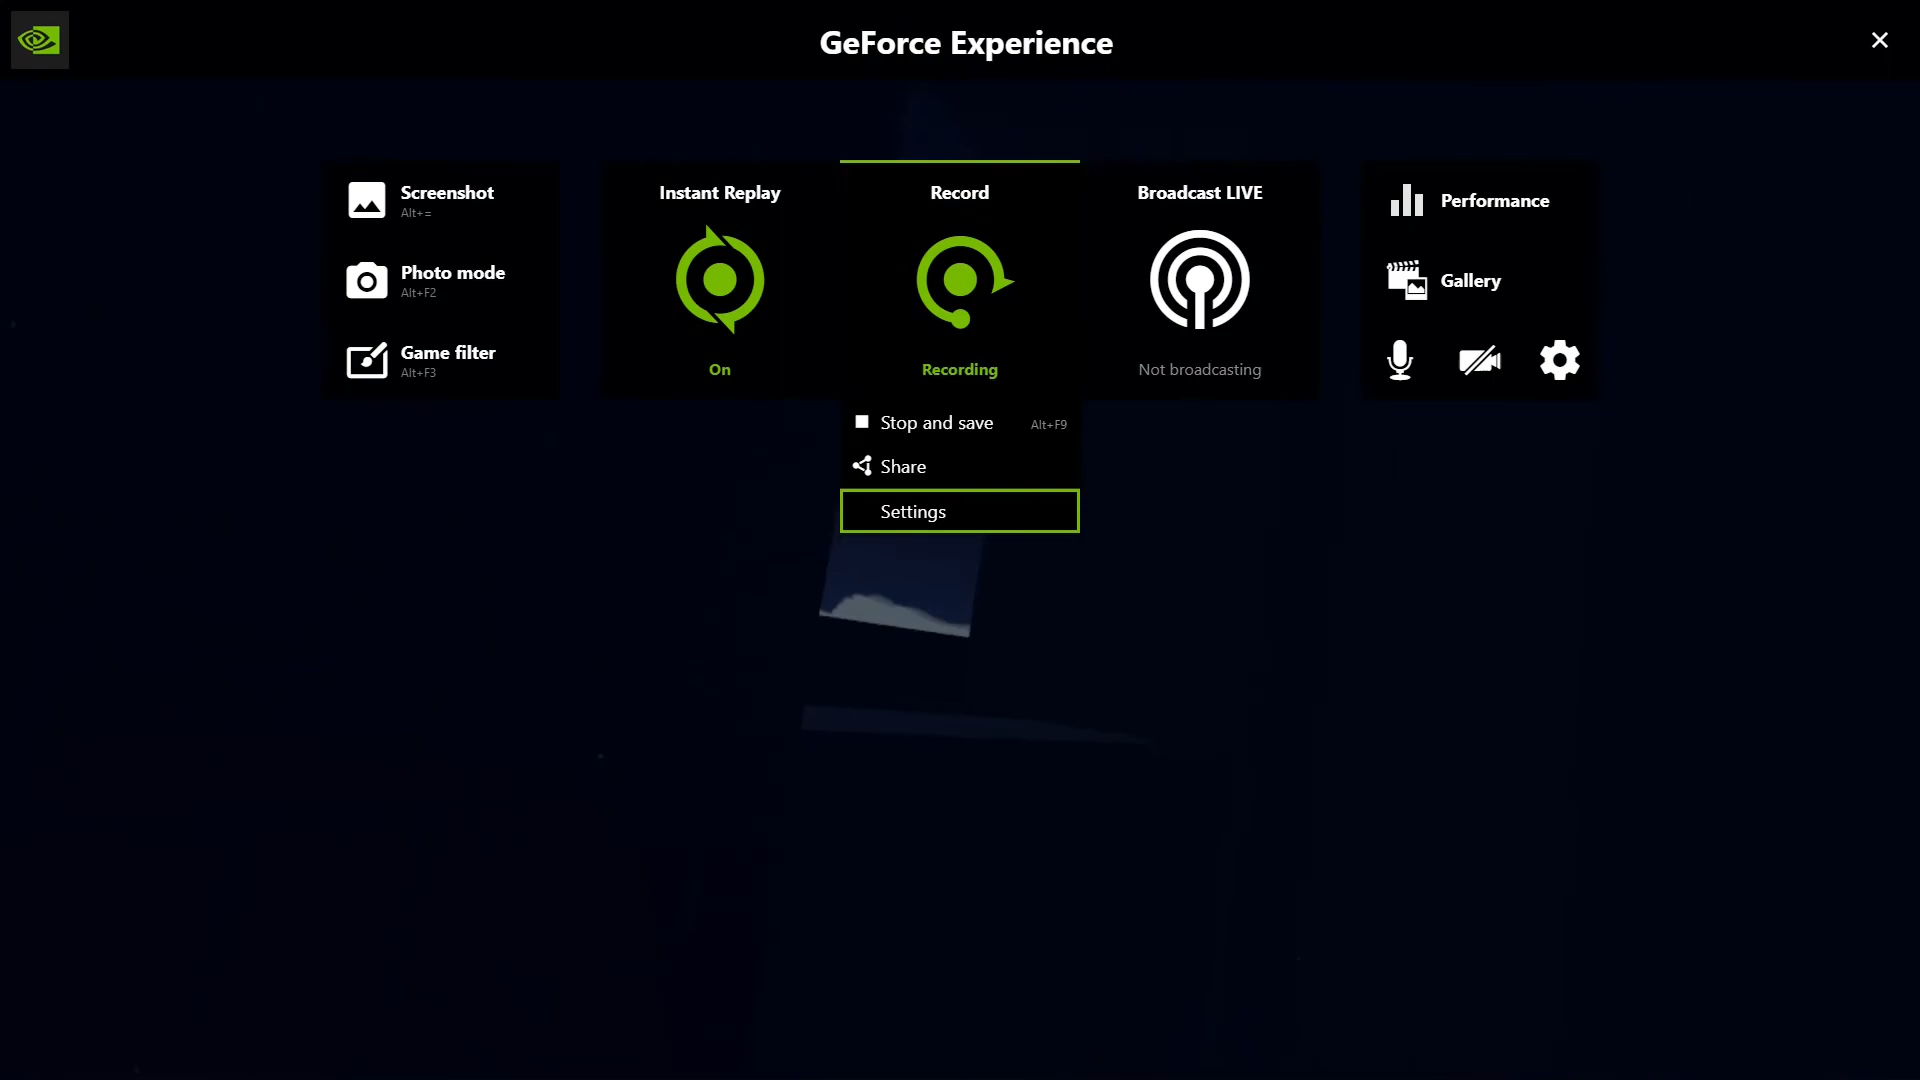 GeForce Experience
Screenshot
Alt+=
Photo mode
Alt+F2
Game filter
Alt+F3
Instant Replay
On
Record
Recording
Stop and save Alt+F9
Share
Settings
Broadcast LIVE
Not broadcasting
Performance
Gallery